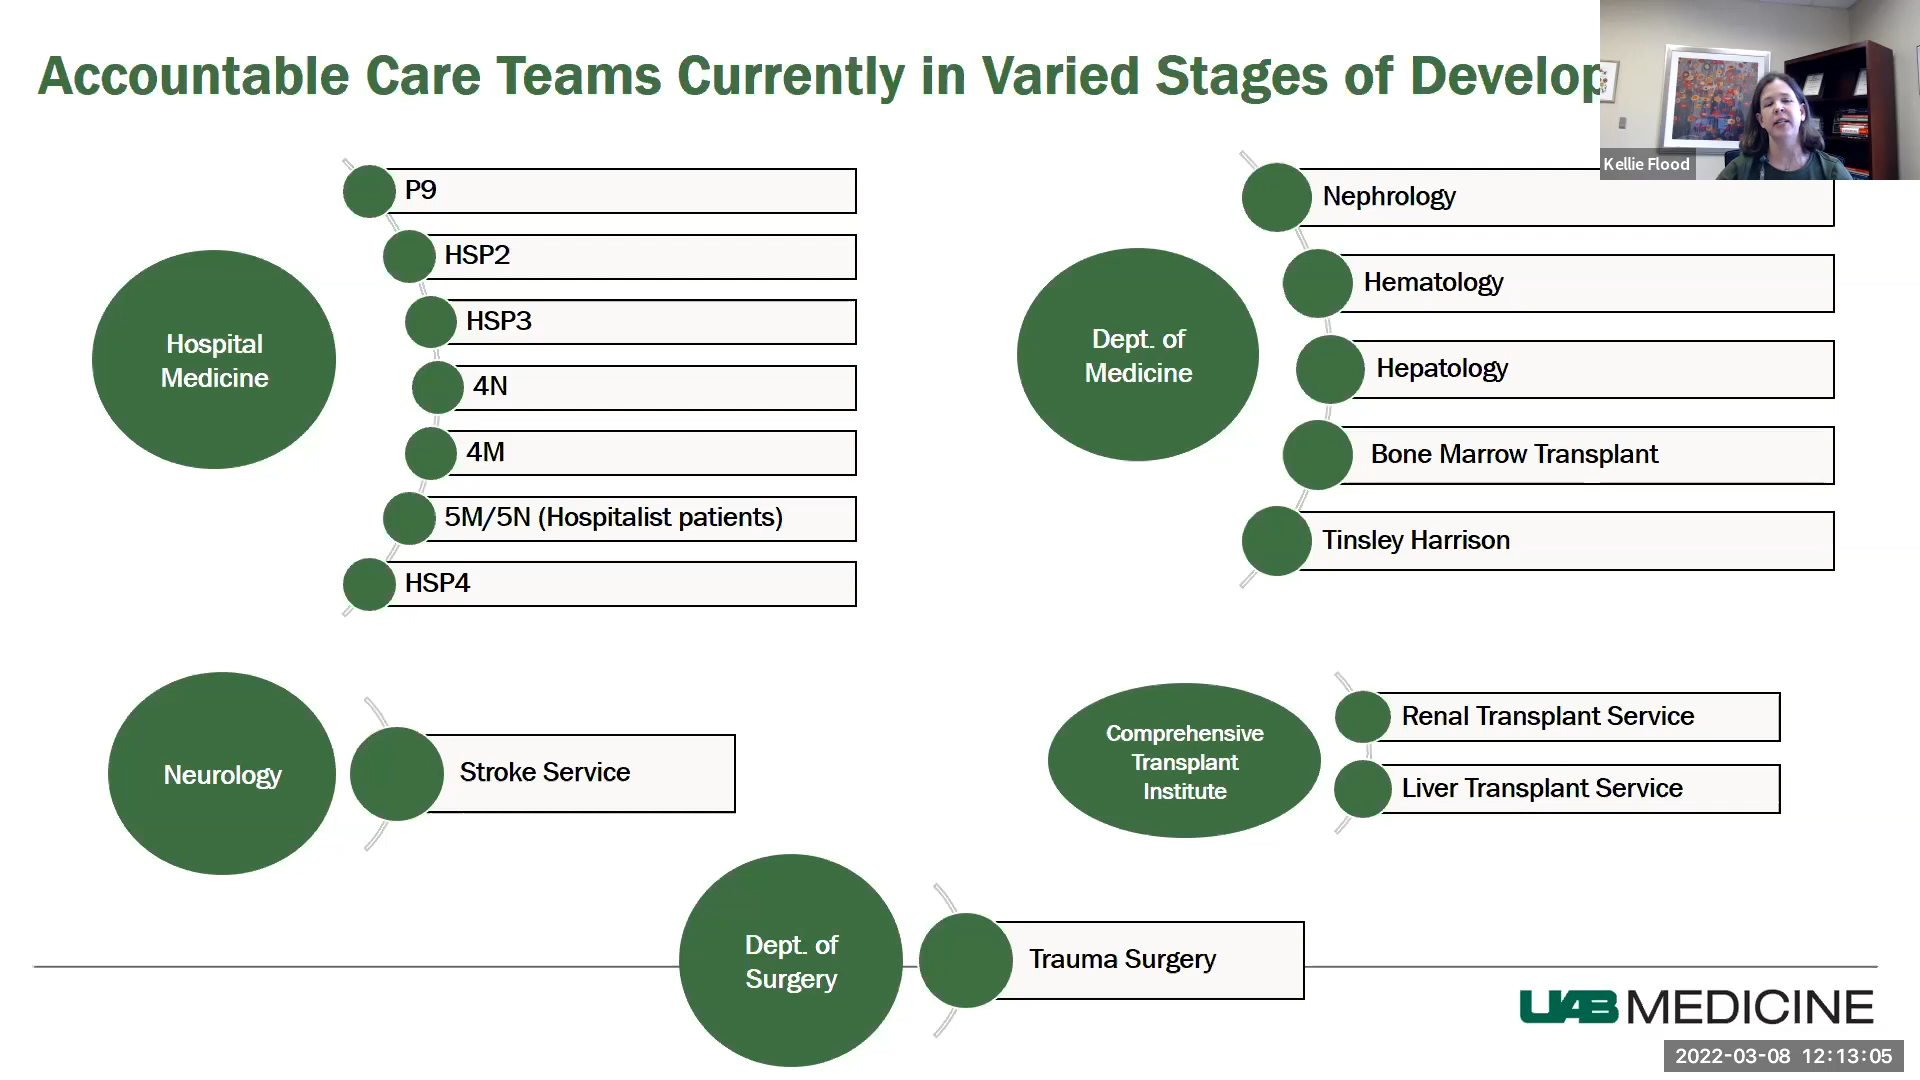 Accountable Care Teams Currently in Varied Stages of Develop
Kellie Flood
Hospital
Medicine
P9
HSP2
HSP3
4N
4M
5M/5N (Hospitalist patients)
HSP4
Dept. of
Medicine
Nephrology
Hematology
Hepatology
Bone Marrow Transplant
Tinsley Harrison
Neurology
Stroke Service
Comprehensive
Transplant
Institute
Renal Transplant Service
Liver Transplant Service
Dept. of
Surgery
Trauma Surgery
UAB MEDICINE
2022-03-08 12:13:05